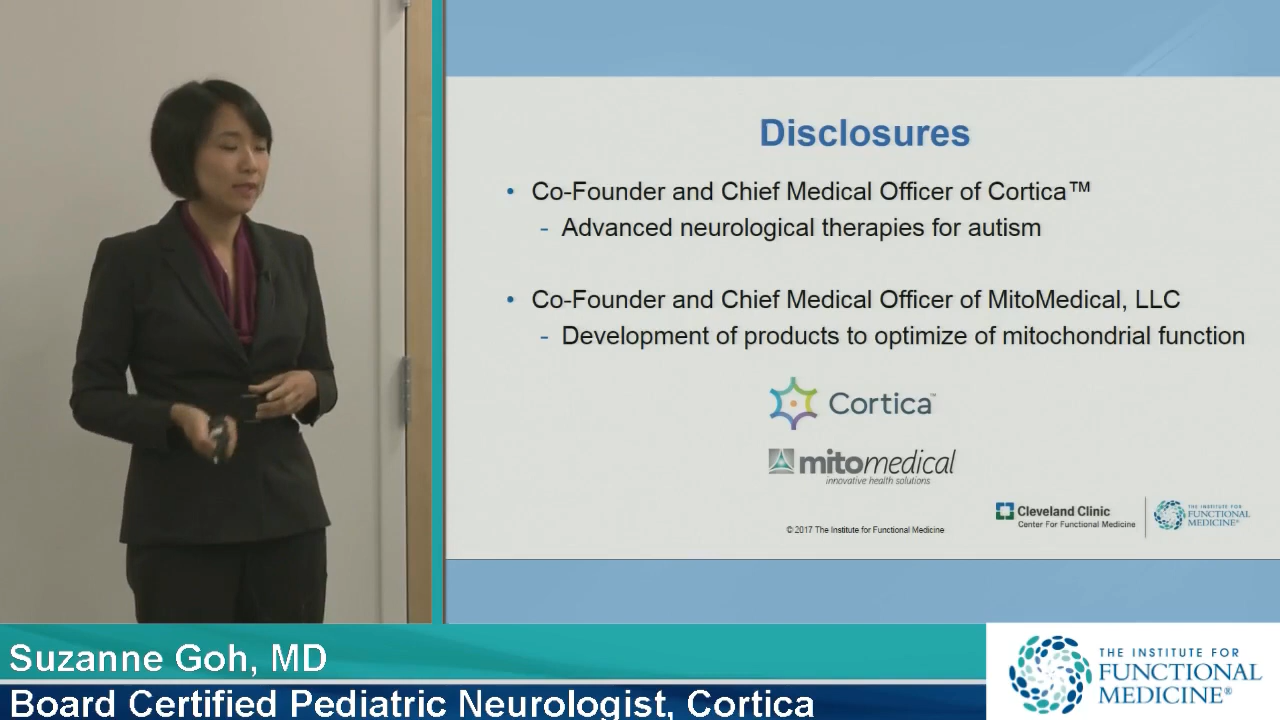 Disclosures
• Co-Founder and Chief Medical Officer of Cortica™
- Advanced neurological therapies for autism
• Co-Founder and Chief Medical Officer of MitoMedical, LLC
- Development of products to optimize of mitochondrial function
Cortica™
mitomedical
innovative health solutions
Cleveland Clinic
Center For Functional Medicine
THE INSTITUTE FOR
FUNCTIONAL
MEDICINE®
© 2017 The Institute for Functional Medicine
Suzanne Goh, MD
Board Certified Pediatric Neurologist, Cortica
THE INSTITUTE FOR
FUNCTIONAL
MEDICINE®